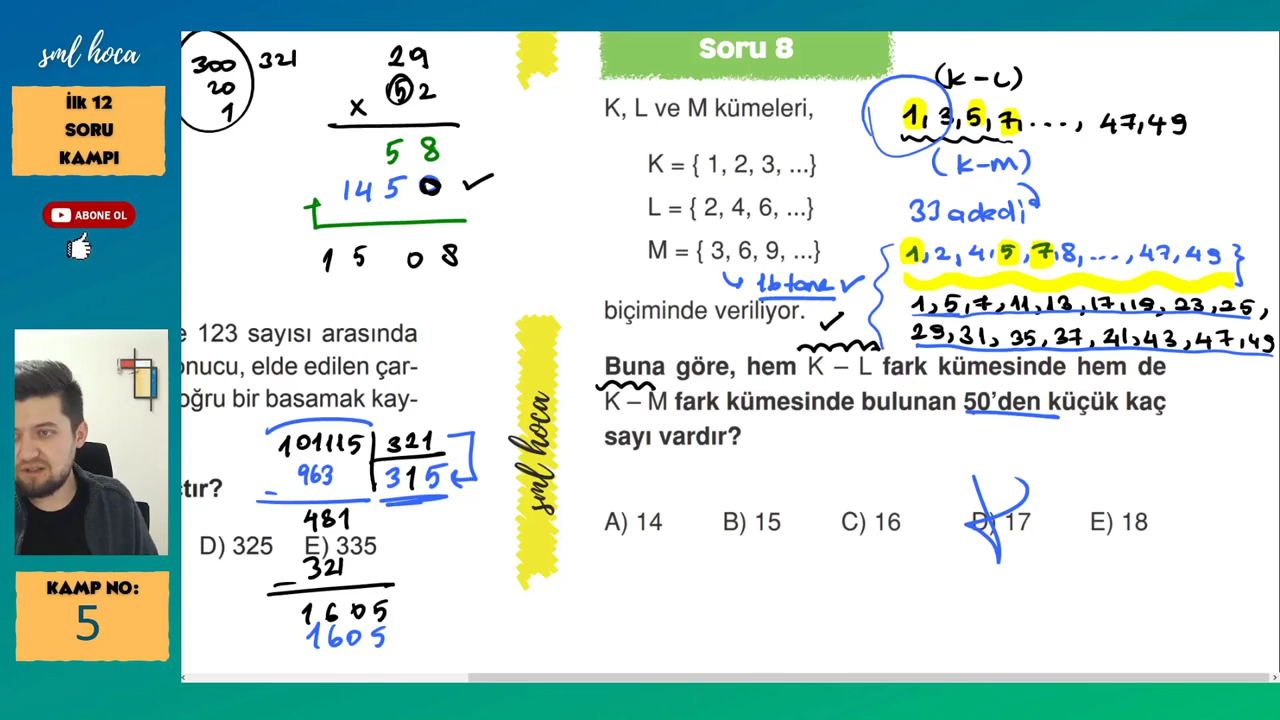 sml hoca
İlk 12
SORU
KAMPI
ABONE OL
KAMP NO:
5
300
20
1
321
29
x 52
58
1450
1508
e 123 sayısı arasında
onucu, elde edilen çar-
oğru bir basamak kay-
101115 321
963 315
481
tır?
D) 325 E) 335
321
1605
1605
sml hoca
Soru 8
K, L ve M kümeleri,
K = { 1, 2, 3, ...}
L = { 2, 4, 6, ...}
M = { 3, 6, 9, ...}
16 tane
biçiminde veriliyor.
(K-L)
1, 3, 5, 7, ..., 47, 49
(K-M)
1, 2, 4, 5, 7, 8, ..., 47, 49 }
1, 5, 7, 11, 13, 17, 19, 23, 25,
29, 31, 35, 37, 41, 43, 47, 49
Buna göre, hem K – L fark kümesinde hem de
K – M fark kümesinde bulunan 50'den küçük kaç
sayı vardır?
A) 14 B) 15 C) 16 D) 17 E) 18